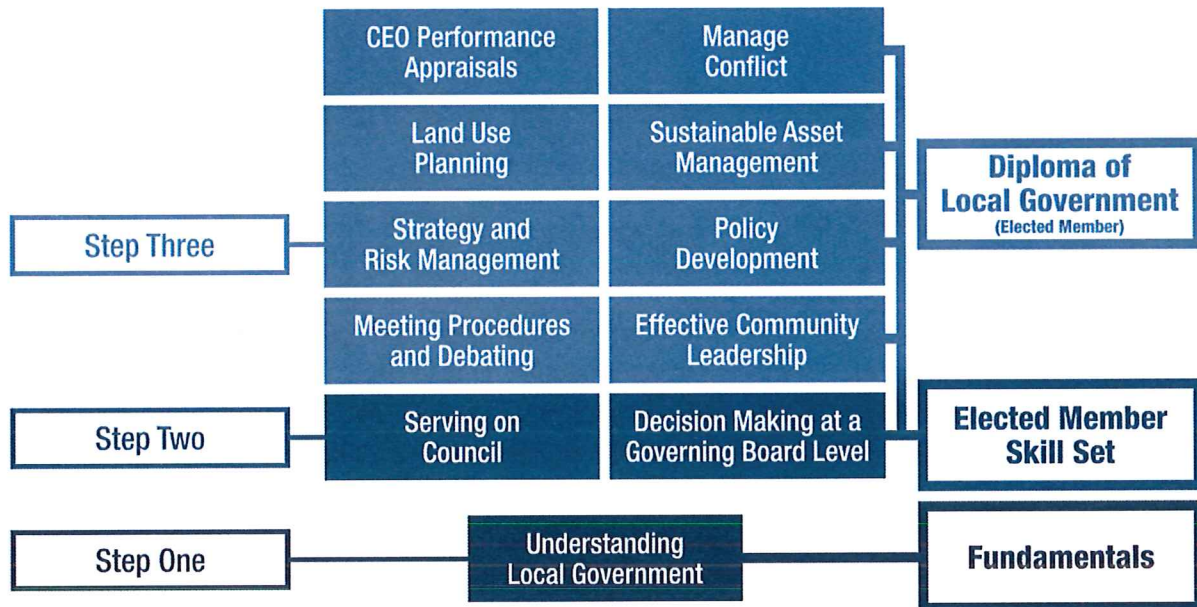 CEO Performance
Appraisals
Manage
Conflict
Land Use
Planning
Sustainable Asset
Management
Diploma of
Local Government
(Elected Member)
Step Three
Strategy and
Risk Management
Policy
Development
Meeting Procedures
and Debating
Effective Community
Leadership
Step Two
Serving on
Council
Decision Making at a
Governing Board Level
Elected Member
Skill Set
Step One
Understanding
Local Government
Fundamentals